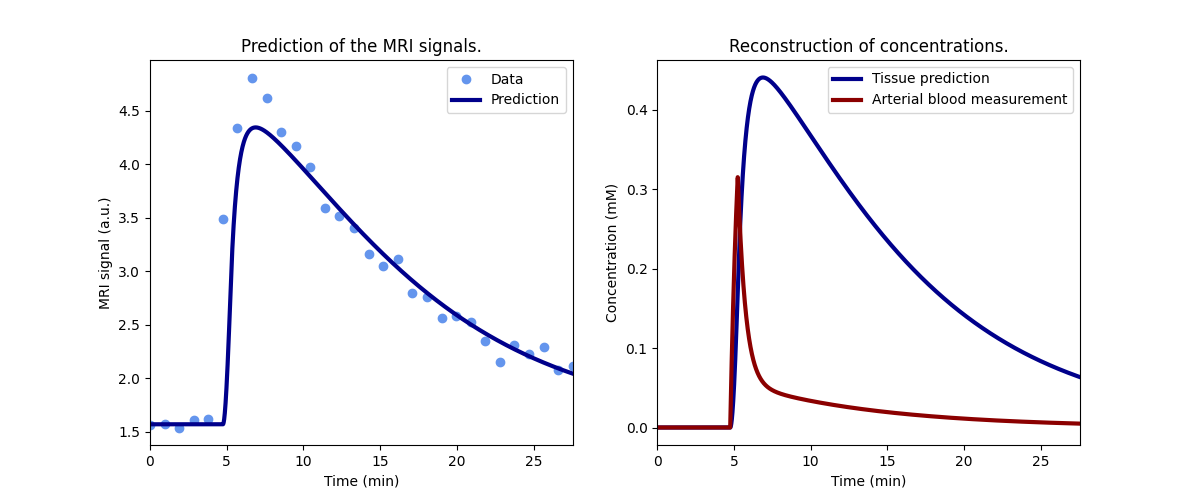 Prediction of the MRI signals.
MRI signal (a.u.)
4.5
4.0
3.5
3.0
2.5
2.0
1.5
0 5 10 15 20 25
Time (min)
Data
Prediction
Reconstruction of concentrations.
Concentration (mM)
0.4
0.3
0.2
0.1
0.0
0 5 10 15 20 25
Time (min)
Tissue prediction
Arterial blood measurement